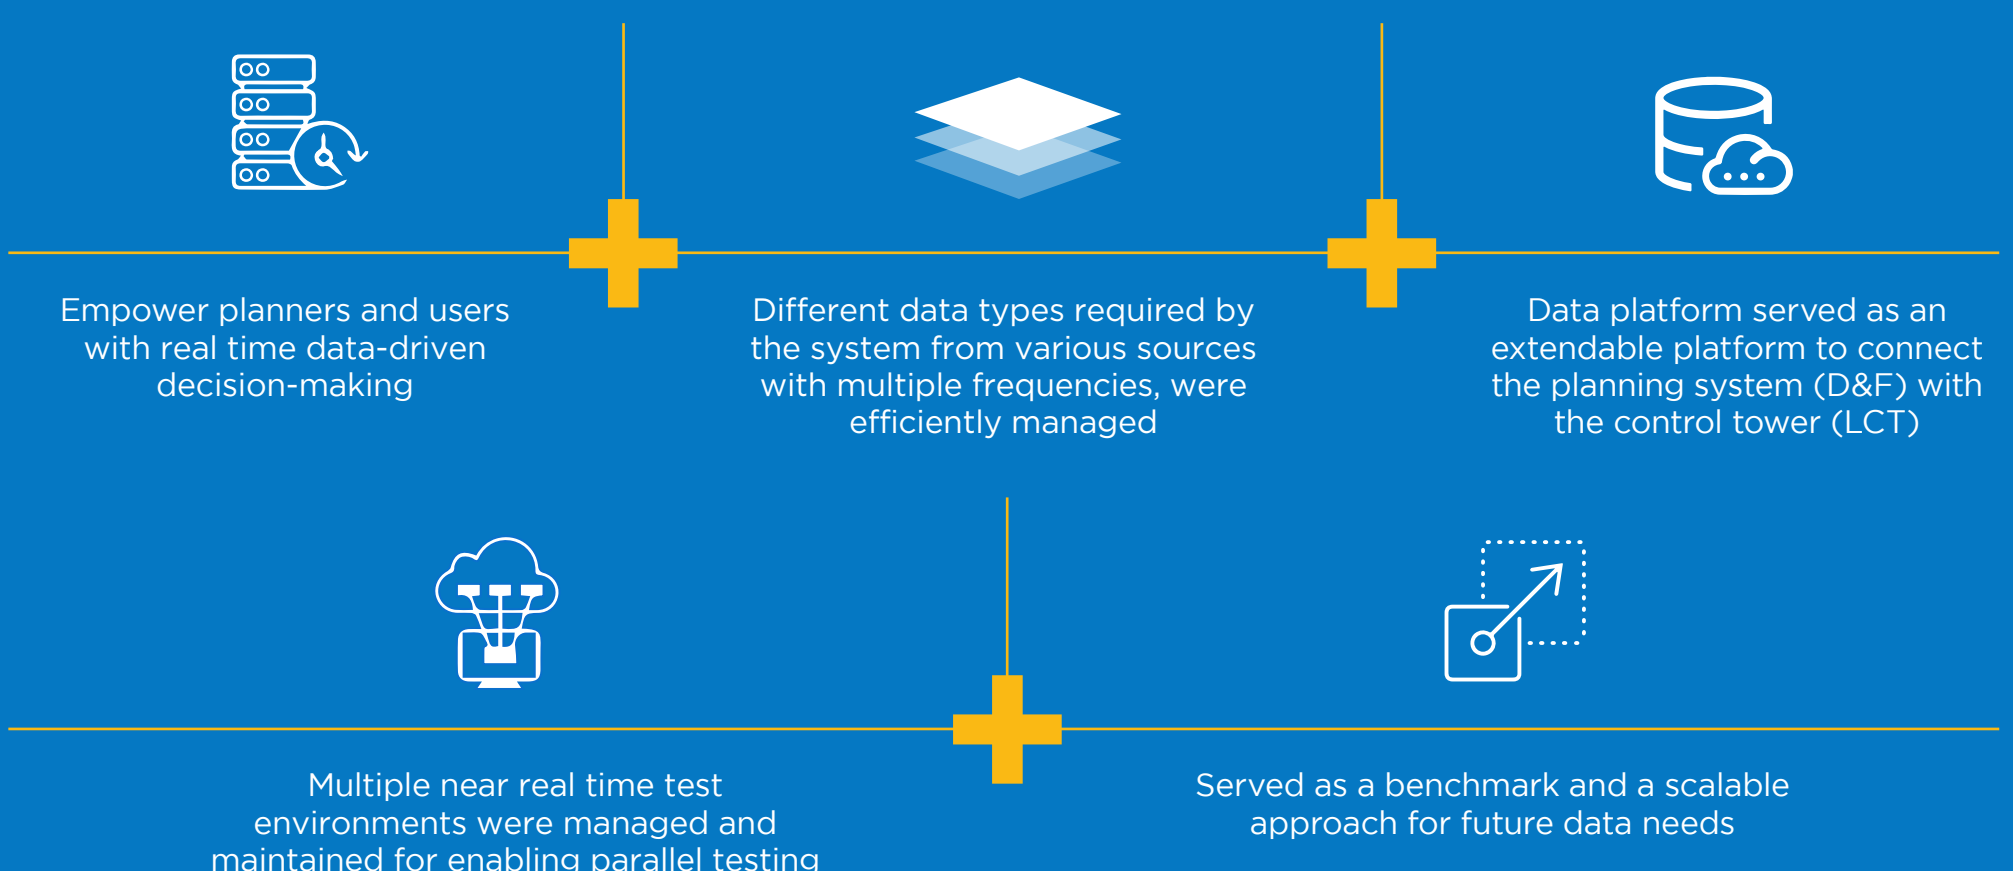 Empower planners and users
with real time data-driven
decision-making
Different data types required by
the system from various sources
with multiple frequencies, were
efficiently managed
Data platform served as an
extendable platform to connect
the planning system (D&F) with
the control tower (LCT)
Multiple near real time test
environments were managed and
maintained for enabling parallel testing
Served as a benchmark and a scalable
approach for future data needs